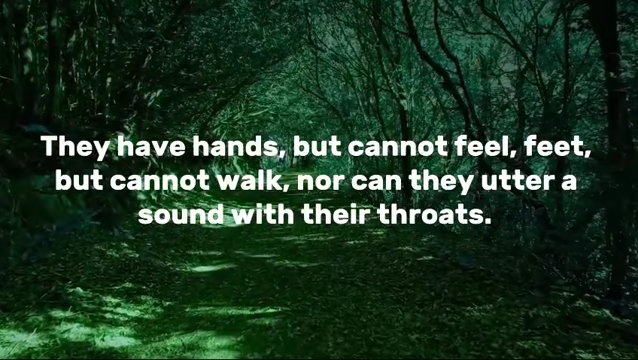 They have hands, but cannot feel, feet,
but cannot walk, nor can they utter a
sound with their throats.